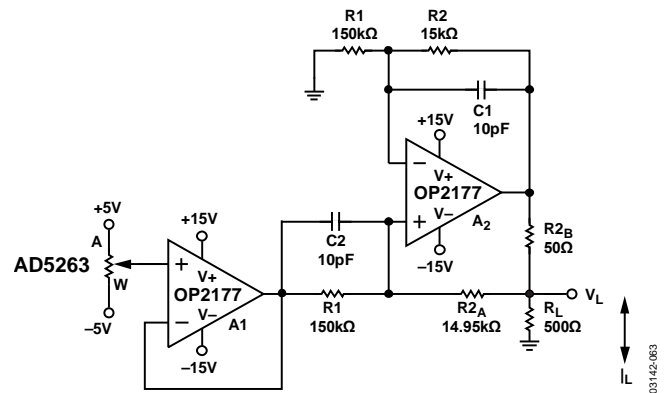 R1
150kΩ
R2
15kΩ
C1
10pF
+15V
V+
OP2177
V–
A2
–15V
−
+
R2B
50Ω
+5V
A
AD5263
W
–5V
+15V
+
V+
OP2177
−
V–
A1
–15V
C2
10pF
R1
150kΩ
R2A
14.95kΩ
VL
RL
500Ω
IL
03142-063